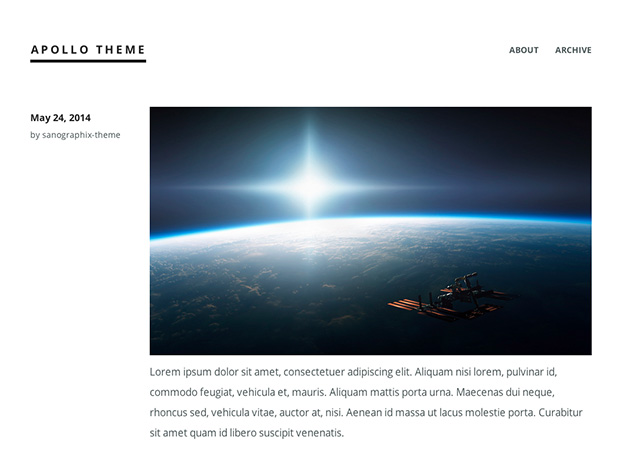 APOLLO THEME
ABOUT ARCHIVE
May 24, 2014
by sanographix-theme
Lorem ipsum dolor sit amet, consectetuer adipiscing elit. Aliquam nisi lorem, pulvinar id,
commodo feugiat, vehicula et, mauris. Aliquam mattis porta urna. Maecenas dui neque,
rhoncus sed, vehicula vitae, auctor at, nisi. Aenean id massa ut lacus molestie porta. Curabitur
sit amet quam id libero suscipit venenatis.